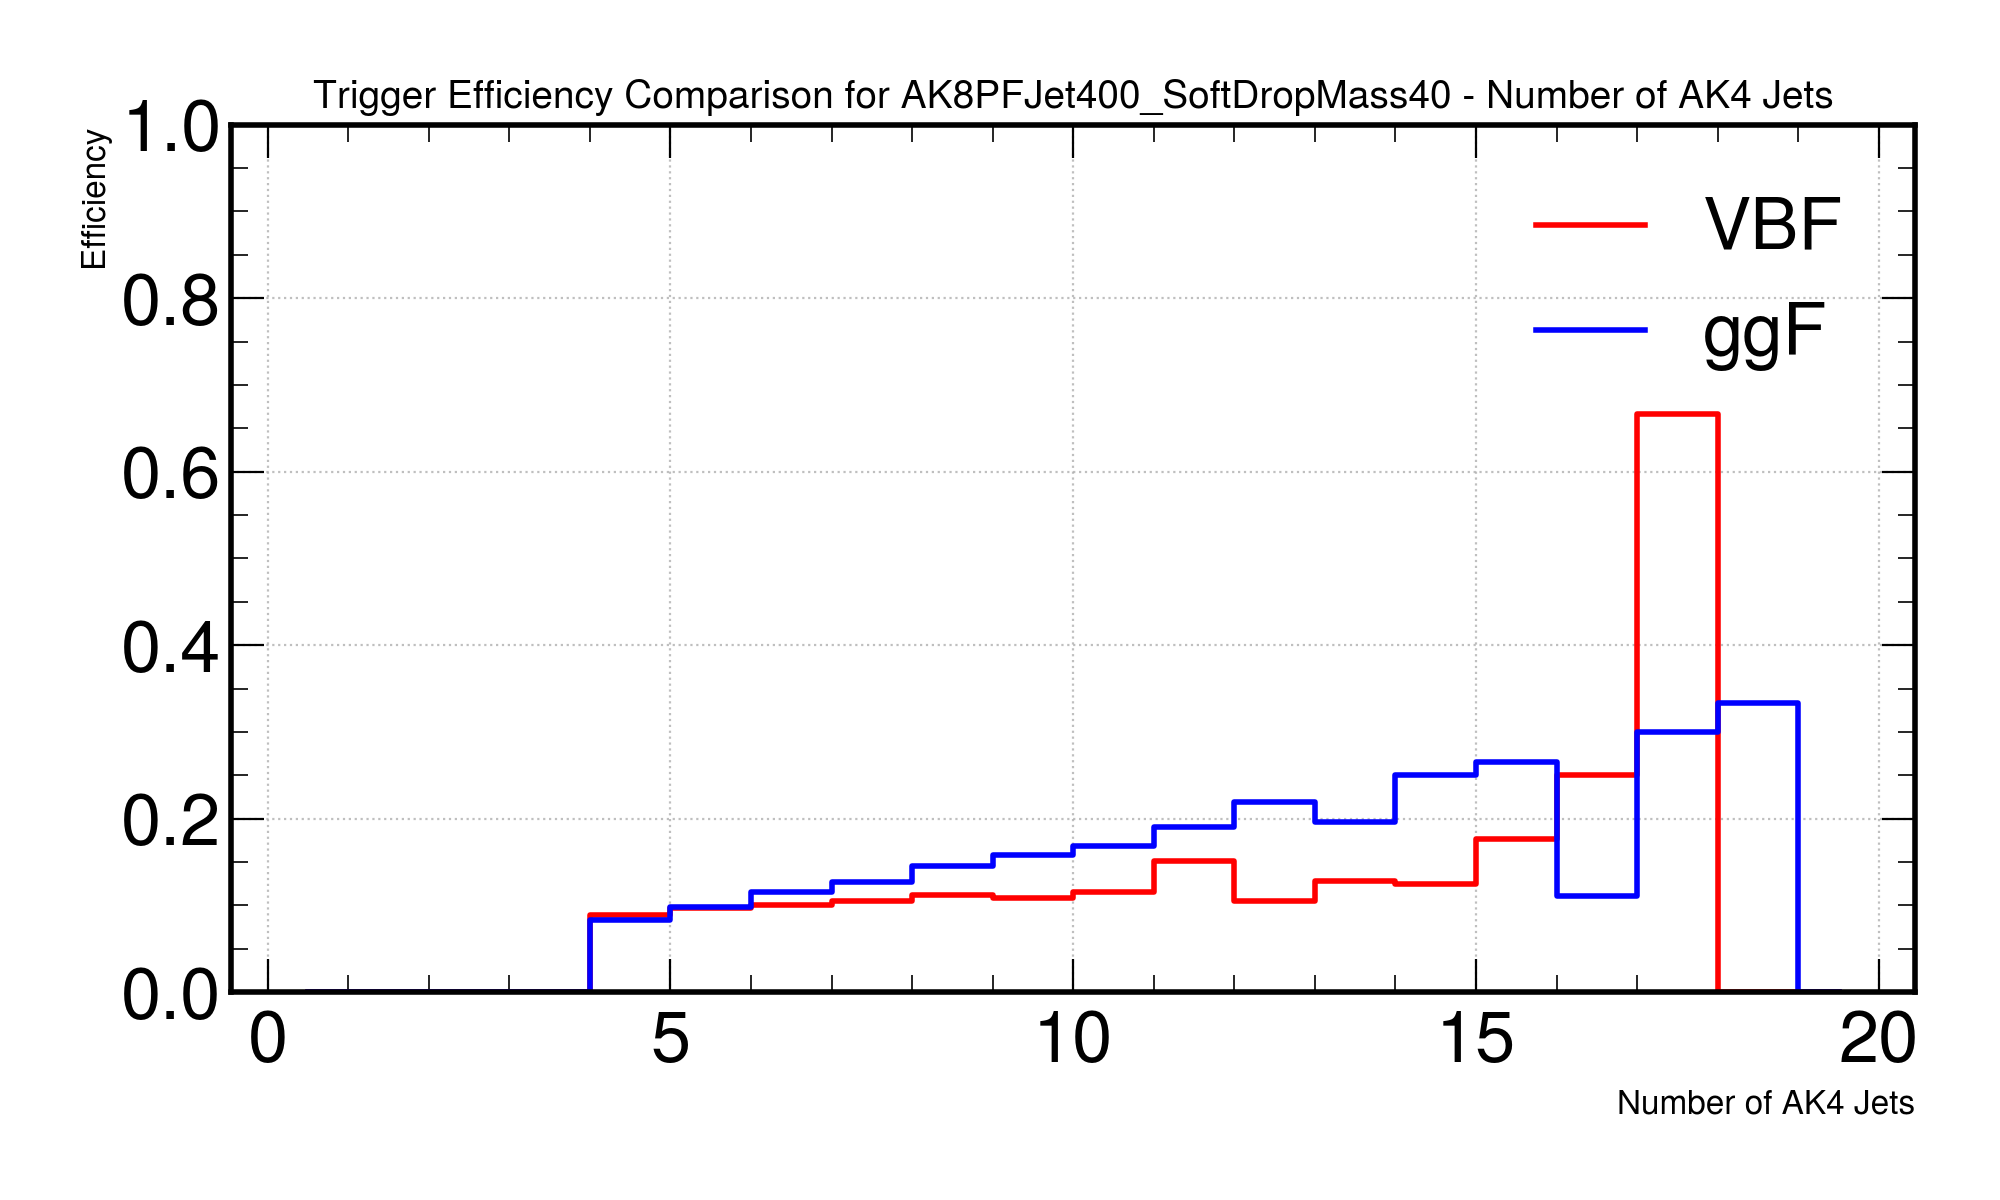 Trigger Efficiency Comparison for AK8PFJet400_SoftDropMass40 - Number of AK4 Jets
Efficiency
1.0
0.8
0.6
0.4
0.2
0.0
VBF
ggF
0 5 10 15 20
Number of AK4 Jets